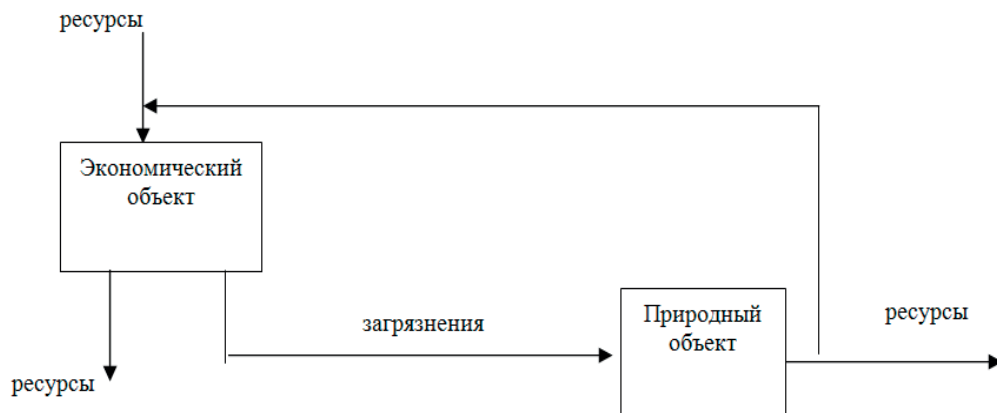 ресурсы
Экономический
объект
загрязнения
Природный
объект
ресурсы
ресурсы